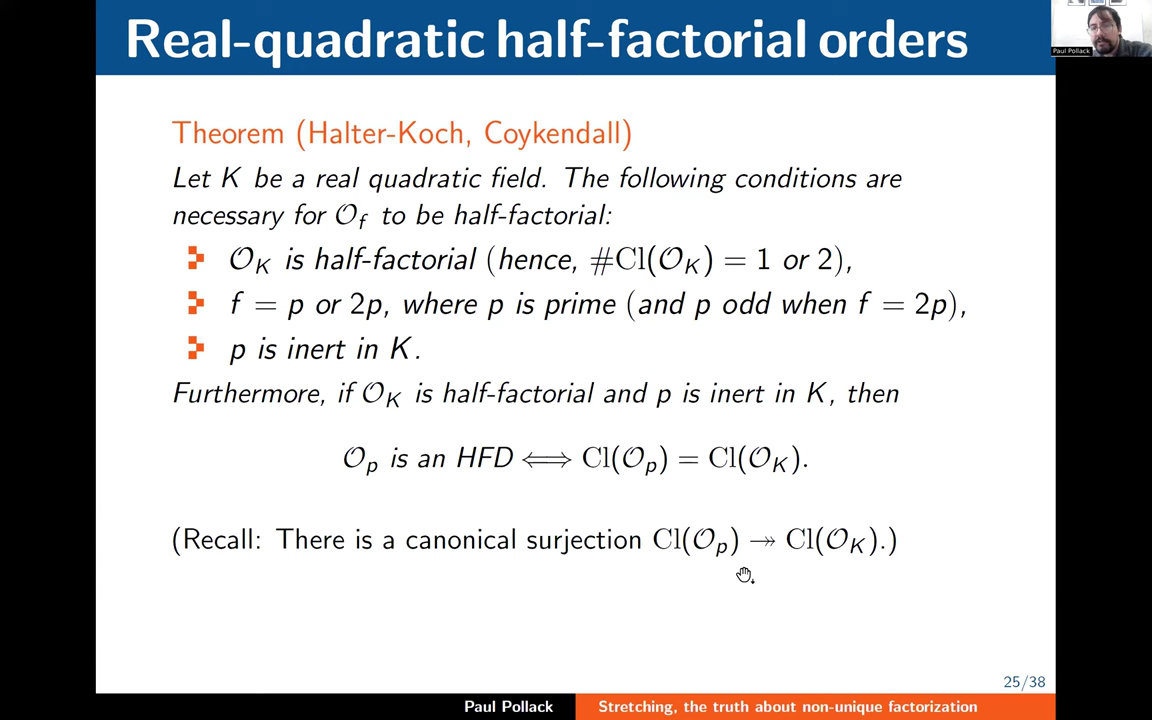 Real-quadratic half-factorial orders
Paul Pollack
Theorem (Halter-Koch, Coykendall)
Let K be a real quadratic field. The following conditions are
necessary for 𝒪_f to be half-factorial:
𝒪_K is half-factorial (hence, #Cl(𝒪_K) = 1 or 2),
f = p or 2p, where p is prime (and p odd when f = 2p),
p is inert in K.
Furthermore, if 𝒪_K is half-factorial and p is inert in K, then
𝒪_p is an HFD ⟺ Cl(𝒪_p) = Cl(𝒪_K).
(Recall: There is a canonical surjection Cl(𝒪_p) ↠ Cl(𝒪_K).)
25/38
Paul Pollack
Stretching, the truth about non-unique factorization